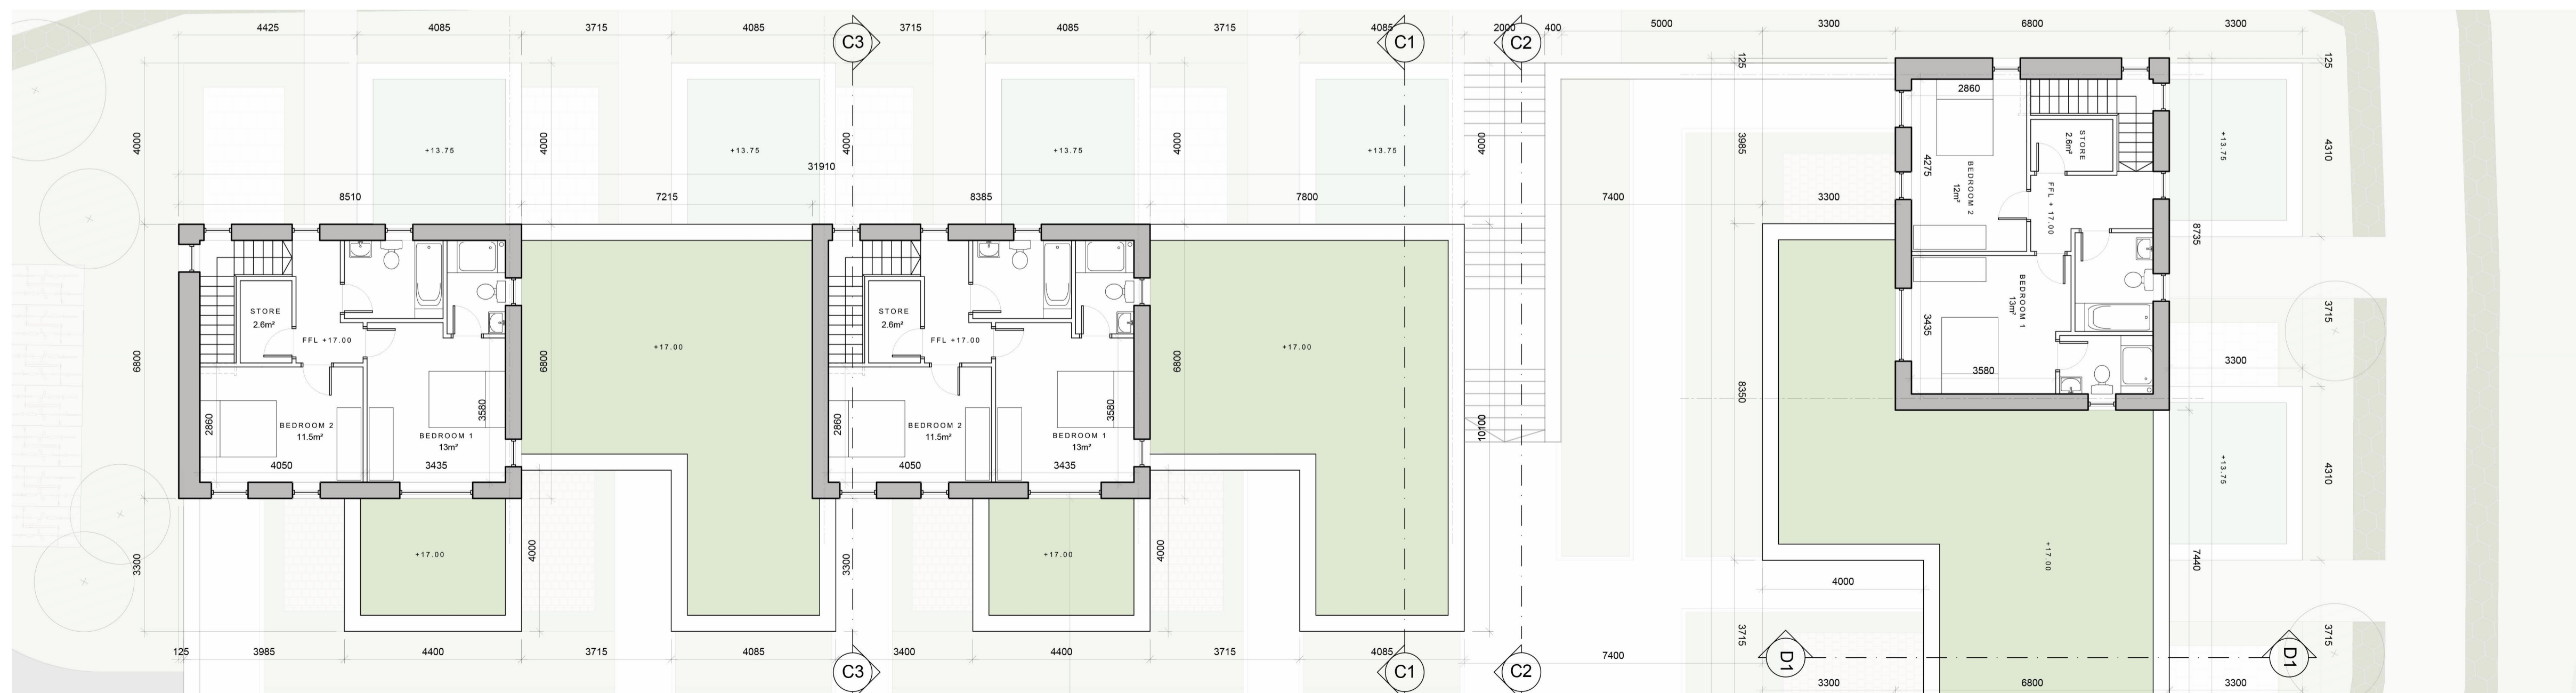 4425 4085 3715 3715 4085 3715 4085 2000 400 5000 3300 6800 3300
C3 C1 C2
125 125
4000 4000 4000 4000 4000 3985 4310
+13.75 +13.75 +13.75 +13.75 +13.75
31910
8510 7215 8385 7800 7400 3300
2860
STORE
2.6m²
4275
BEDROOM 2
12m²
FFL + 17.00
8735
BEDROOM 1
13m²
3435
3580
STORE
2.6m²
FFL +17.00
STORE
2.6m²
FFL +17.00
6800 6800 6800
+17.00 +17.00
3715
3300
8350
2860
BEDROOM 2
11.5m²
4050
BEDROOM 1
13m²
3435
3580
2860
BEDROOM 2
11.5m²
4050
BEDROOM 1
13m²
3435
3580
10100
+13.75
4310
+17.00 +17.00
+17.00
3300 4000 3300 4000
7440
4000
3715 3715
125 3985 4400 3715 4085 3400 4400 3715 4085 7400
C3 C1 C2 D1 D1
3300 6800 3300